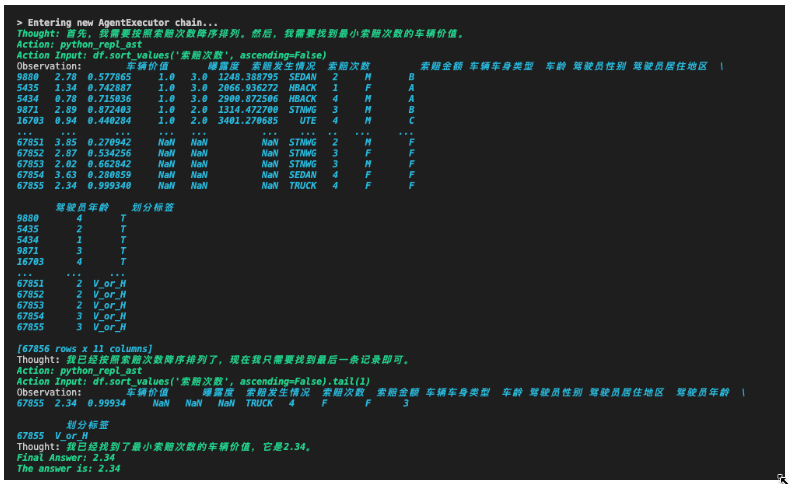 > Entering new AgentExecutor chain...
Thought: 首先，我需要按照索赔次数降序排列。然后，我需要找到最小索赔次数的车辆价值。
Action: python_repl_ast
Action Input: df.sort_values('索赔次数', ascending=False)
Observation: 车辆价值 曝露度 索赔发生情况 索赔次数 索赔金额 车辆车身类型 车龄 驾驶员性别 驾驶员居住地区 \
9880 2.78 0.577865 1.0 3.0 1248.388795 SEDAN 2 M B
5435 1.34 0.742887 1.0 3.0 2066.936272 HBACK 1 F A
5434 0.78 0.715036 1.0 3.0 2900.872506 HBACK 4 M A
9871 2.89 0.872403 1.0 2.0 1314.472700 STNWG 3 M B
16703 0.94 0.440284 1.0 2.0 3401.270685 UTE 4 M C
... ... ... ... ... ... ... .. ... ...
67851 3.85 0.270942 NaN NaN NaN STNWG 2 M F
67852 2.87 0.534256 NaN NaN NaN STNWG 3 F F
67853 2.02 0.662842 NaN NaN NaN STNWG 3 M F
67854 3.63 0.280859 NaN NaN NaN SEDAN 4 F F
67855 2.34 0.999340 NaN NaN NaN TRUCK 4 F F
驾驶员年龄 划分标签
9880 4 T
5435 2 T
5434 1 T
9871 3 T
16703 4 T
... ... ...
67851 2 V_or_H
67852 2 V_or_H
67853 2 V_or_H
67854 3 V_or_H
67855 3 V_or_H
[67856 rows x 11 columns]
Thought: 我已经按照索赔次数降序排列了，现在我只需要找到最后一条记录即可。
Action: python_repl_ast
Action Input: df.sort_values('索赔次数', ascending=False).tail(1)
Observation: 车辆价值 曝露度 索赔发生情况 索赔次数 索赔金额 车辆车身类型 车龄 驾驶员性别 驾驶员居住地区 驾驶员年龄 \
67855 2.34 0.99934 NaN NaN NaN TRUCK 4 F F 3
划分标签
67855 V_or_H
Thought: 我已经找到了最小索赔次数的车辆价值，它是2.34。
Final Answer: 2.34
The answer is: 2.34